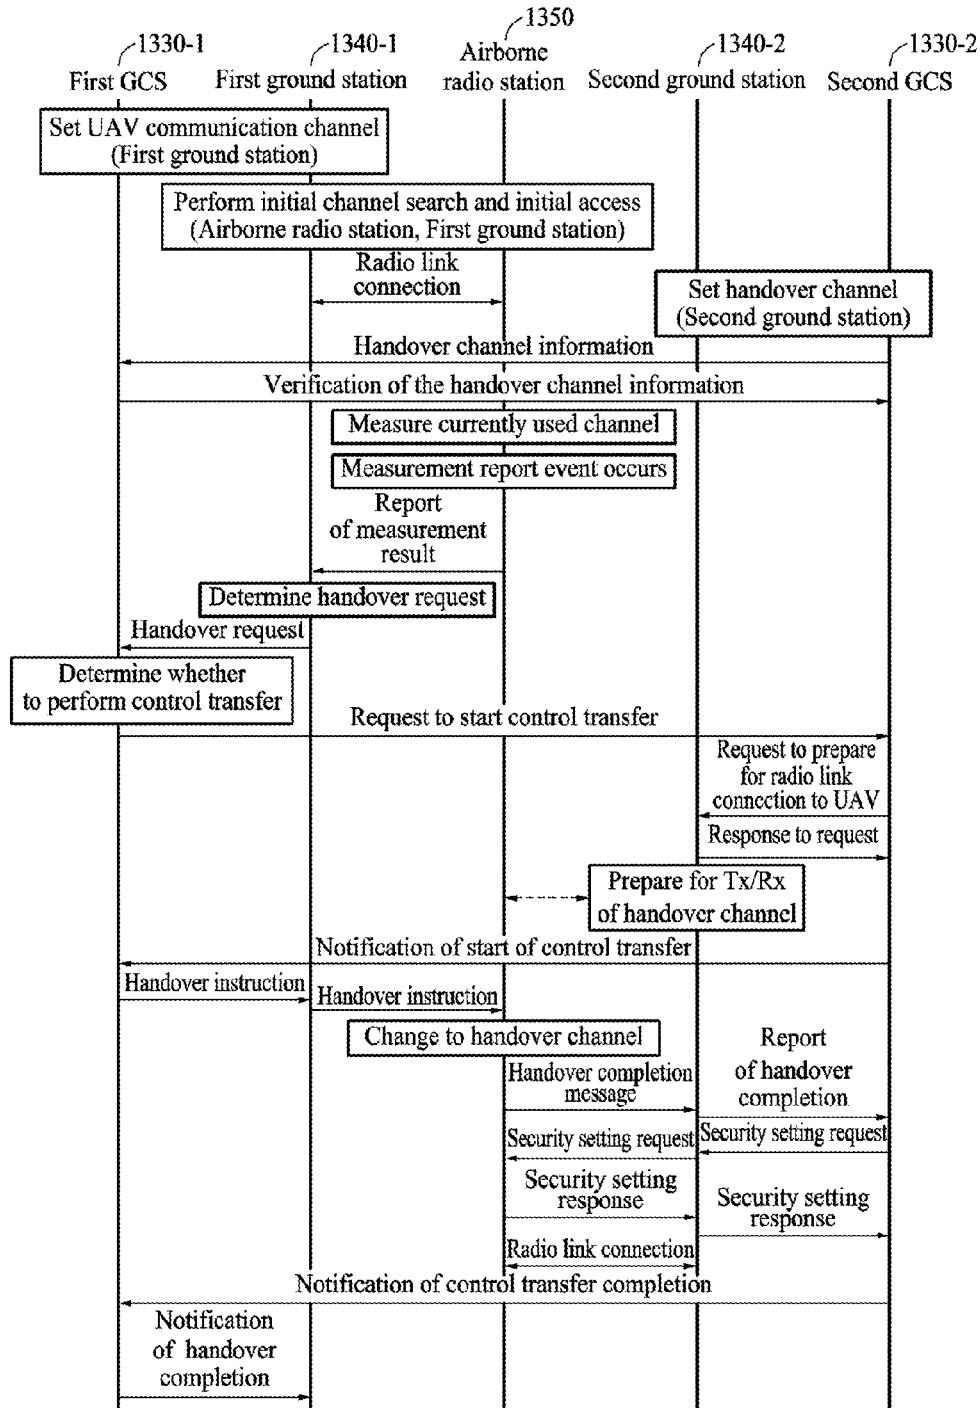 1330-1
1340-1
1350
1340-2
1330-2
First GCS
First ground station
Airborne
radio station
Second ground station
Second GCS
Set UAV communication channel
(First ground station)
Perform initial channel search and initial access
(Airborne radio station, First ground station)
Radio link
connection
Set handover channel
(Second ground station)
Handover channel information
Verification of the handover channel information
Measure currently used channel
Measurement report event occurs
Report
of measurement
result
Determine handover request
Handover request
Determine whether
to perform control transfer
Request to start control transfer
Request to prepare
for radio link
connection to UAV
Response to request
Prepare for Tx/Rx
of handover channel
Notification of start of control transfer
Handover instruction
Handover instruction
Change to handover channel
Handover completion
message
Report
of handover
completion
Security setting request
Security setting request
Security setting
response
Security setting
response
Radio link connection
Notification of control transfer completion
Notification
of handover
completion